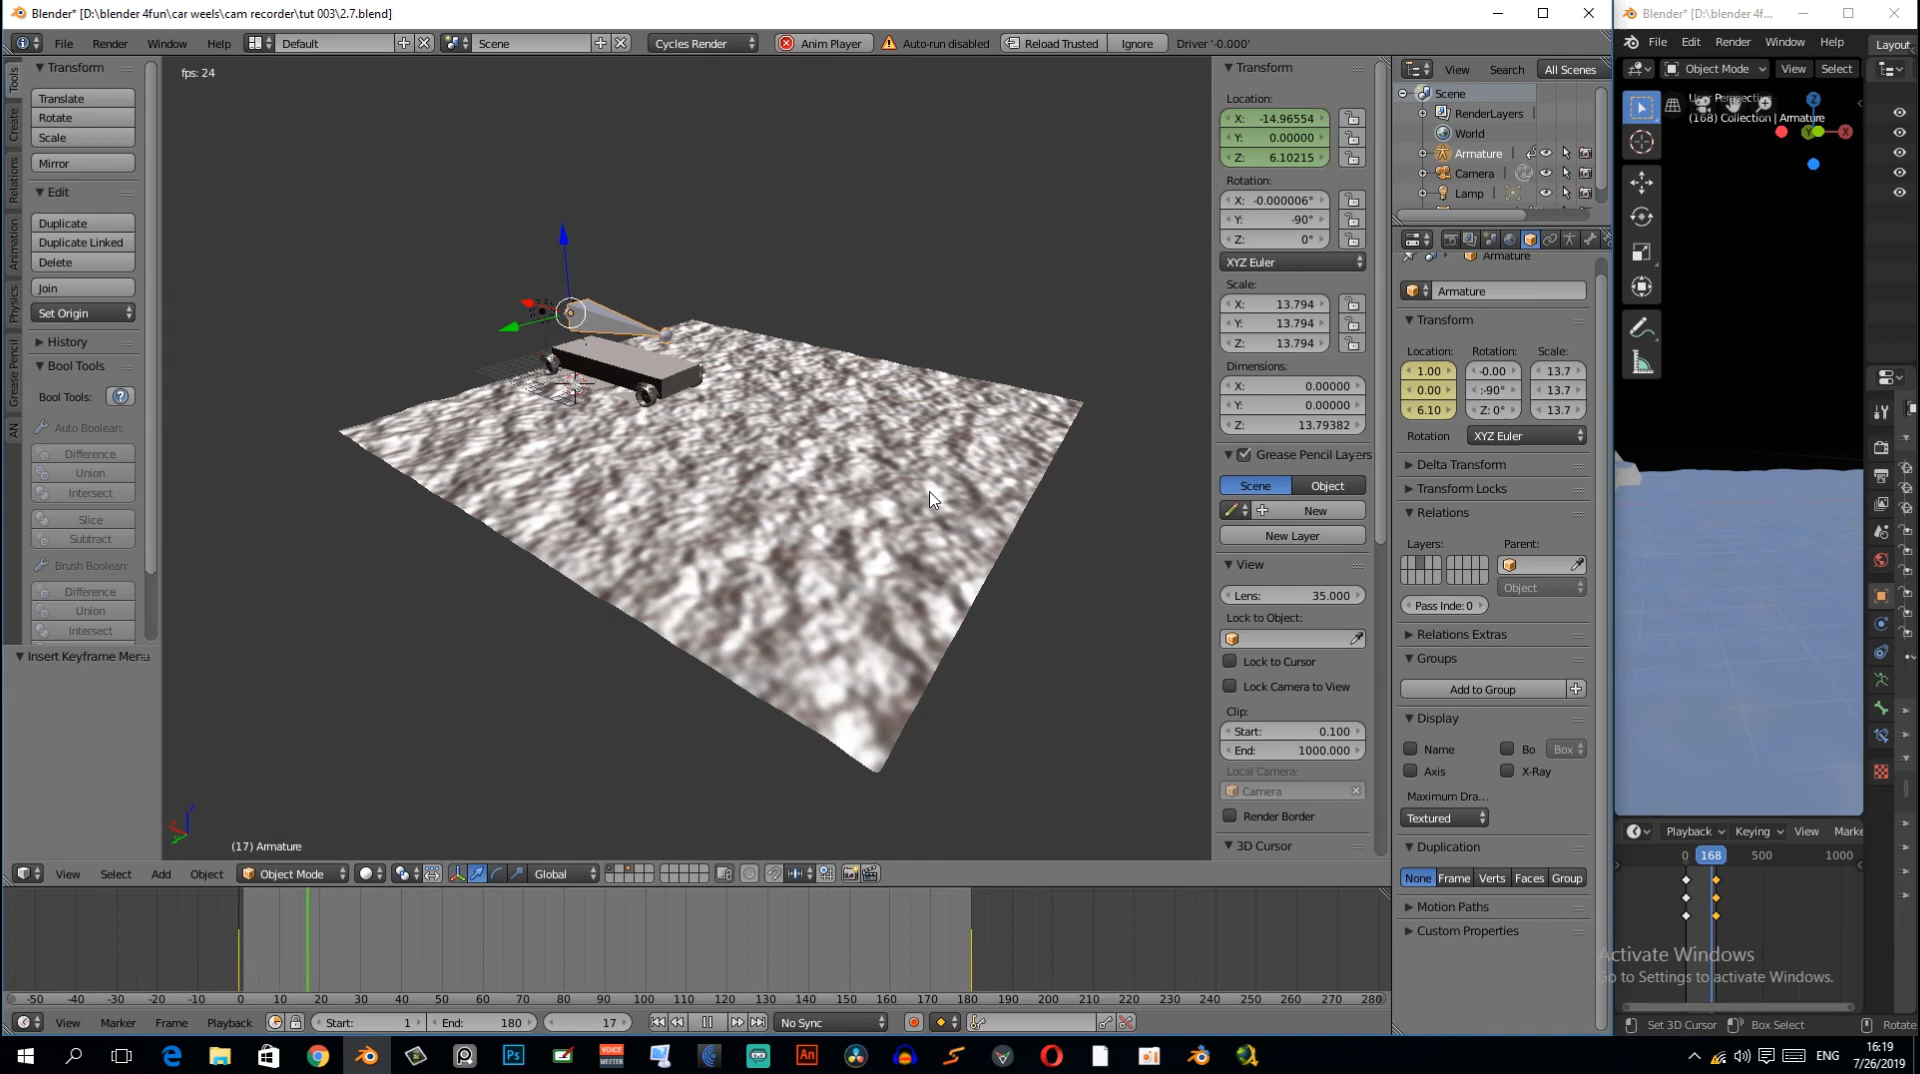 Blender* [D:\blender 4fun\car weels\cam recorder\tut 003\2.7.blend]
File Render Window Help Default Scene Cycles Render Anim Player Auto-run disabled Reload Trusted Ignore Driver '-0.000'
Tools
Create
Relations
Animation
Physics
Grease Pencil
AN
Transform
Translate
Rotate
Scale
Mirror
Edit
Duplicate
Duplicate Linked
Delete
Join
Set Origin
History
Bool Tools
Bool Tools:
Auto Boolean:
Difference
Union
Intersect
Slice
Subtract
Brush Boolean:
Difference
Union
Intersect
Insert Keyframe Menu
fps: 24
(17) Armature
Transform
Location:
X: -14.96554
Y: 0.00000
Z: 6.10215
Rotation:
X: -0.000006°
Y: -90°
Z: 0°
XYZ Euler
Scale:
X: 13.794
Y: 13.794
Z: 13.794
Dimensions:
X: 0.00000
Y: 0.00000
Z: 13.79382
Grease Pencil Layers
Scene Object
New
New Layer
View
Lens: 35.000
Lock to Object:
Lock to Cursor
Lock Camera to View
Clip:
Start: 0.100
End: 1000.000
Local Camera:
Camera
Render Border
3D Cursor
View Search All Scenes
Scene
RenderLayers
World
Armature
Camera
Lamp
Armature
Armature
Transform
Location: Rotation: Scale:
1.00 -0.00 13.7
0.00 :-90° 13.7
6.10 Z: 0° 13.7
Rotation XYZ Euler
Delta Transform
Transform Locks
Relations
Layers: Parent:
Object
Pass Inde: 0
Relations Extras
Groups
Add to Group
Display
Name Bo Box
Axis X-Ray
Maximum Dra...
Textured
Duplication
None Frame Verts Faces Group
Motion Paths
Custom Properties
View Select Add Object Object Mode Global
-50 -40 -30 -20 -10 0 10 20 30 40 50 60 70 80 90 100 110 120 130 140 150 160 170 180 190 200 210 220 230 240 250 260 270 280
View Marker Frame Playback Start: 1 End: 180 17 No Sync
Blender* [D:\blender 4f...
File Edit Render Window Help Layout
Object Mode View Select
User Perspective
(168) Collection | Armature
Z
X
Y
Playback Keying View Marke
0 168 500 1000
Activate Windows
Go to Settings to activate Windows.
Set 3D Cursor Box Select Rotate
Ps
VOICE
MEETER
An
ENG
16:19
7/26/2019